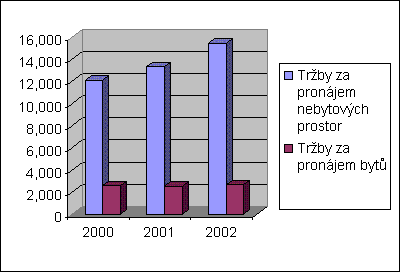 16,000
14,000
12,000
10,000
8,000
6,000
4,000
2,000
0
2000 2001 2002
Tržby za
pronájem
nebytových
prostor
Tržby za
pronájem bytů